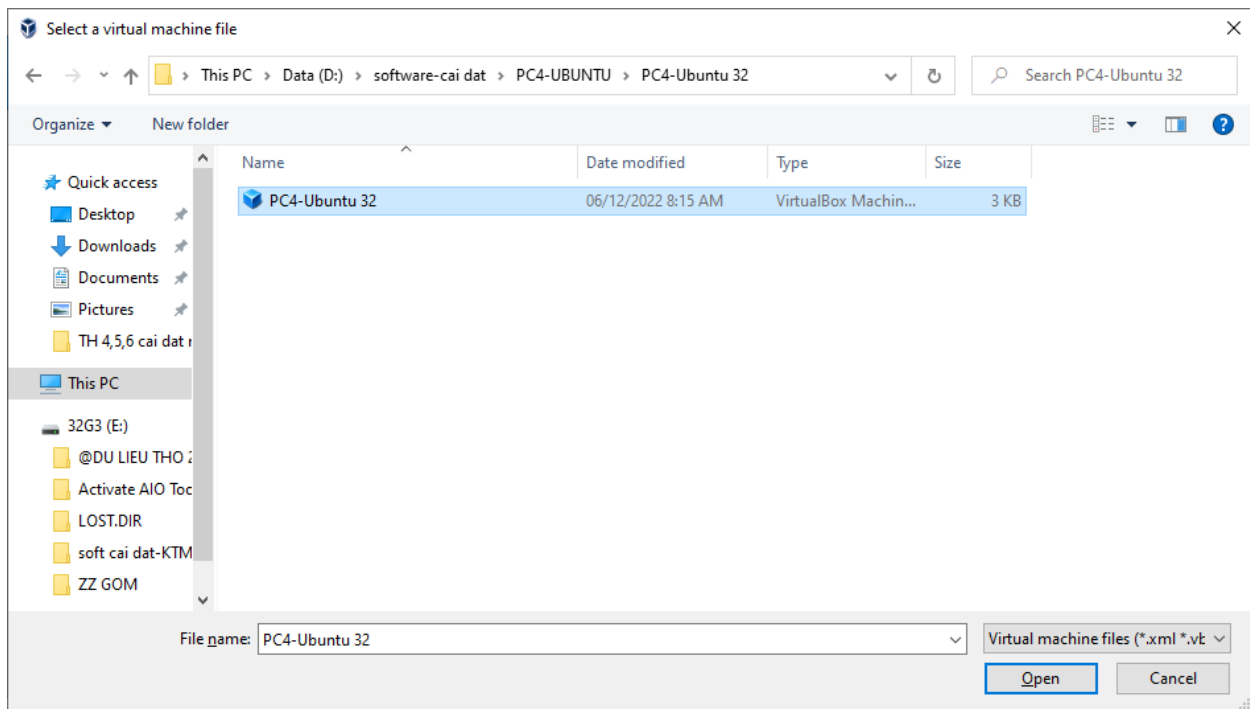 Select a virtual machine file
This PC > Data (D:) > software-cai dat > PC4-UBUNTU > PC4-Ubuntu 32
Search PC4-Ubuntu 32
Organize
New folder
Name
Date modified
Type
Size
PC4-Ubuntu 32
06/12/2022 8:15 AM
VirtualBox Machin...
3 KB
Quick access
Desktop
Downloads
Documents
Pictures
TH 4,5,6 cai dat r
This PC
32G3 (E:)
@DU LIEU THO 2
Activate AIO Too
LOST.DIR
soft cai dat-KTM
ZZ GOM
File name:
PC4-Ubuntu 32
Virtual machine files (*.xml *.vb
Open
Cancel